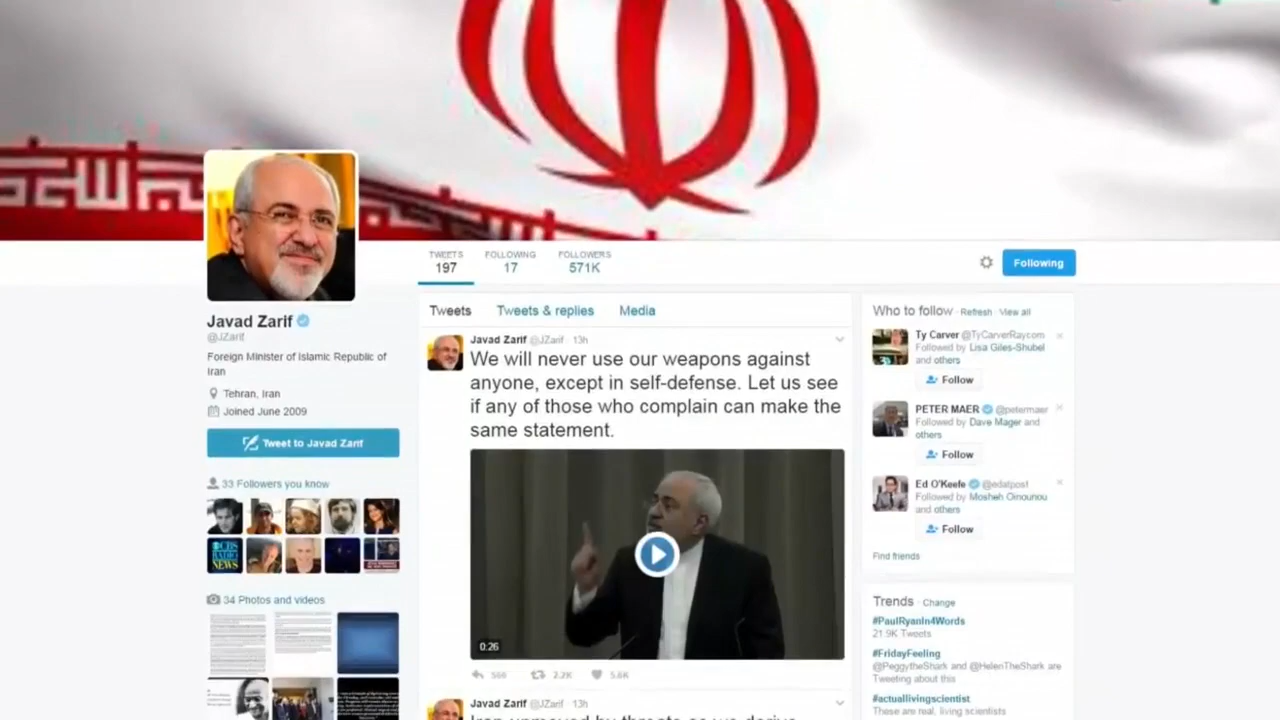 TWEETS
FOLLOWING
FOLLOWERS
197
17
571K
Following
Javad Zarif
@JZarif
Foreign Minister of Islamic Republic of
Iran
Tehran, Iran
Joined June 2009
Tweet to Javad Zarif
33 Followers you know
CBS
RADIO
NEWS
34 Photos and videos
Tweets
Tweets & replies
Media
Javad Zarif @JZarif · 13h
We will never use our weapons against
anyone, except in self-defense. Let us see
if any of those who complain can make the
same statement.
0:26
2.2K
5.6K
Javad Zarif @JZarif · 13h
Who to follow · Refresh · View all
Ty Carver @TyCarverRaycom
Followed by Lisa Giles-Shubel
and others
Follow
PETER MAER @petermaer
Followed by Dave Mager and
others
Follow
Ed O'Keefe @edatpost
Followed by Mosheh Oinounou
and others
Follow
Find friends
Trends · Change
#PaulRyanIn4Words
21.9K Tweets
#FridayFeeling
@PeggytheShark and @HelenTheShark are
Tweeting about this
#actuallivingscientist
These are real, living scientists